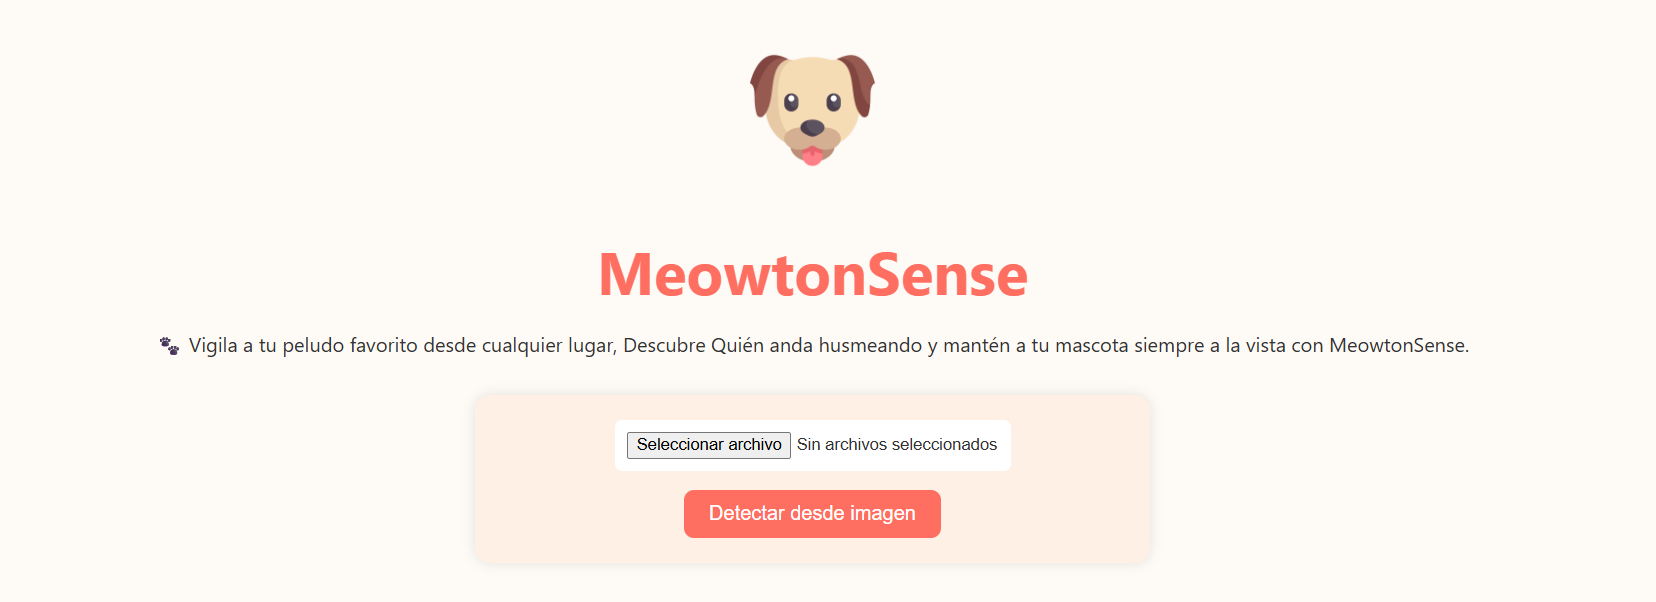 MeowtonSense
🐾 Vigila a tu peludo favorito desde cualquier lugar, Descubre Quién anda husmeando y mantén a tu mascota siempre a la vista con MeowtonSense.
Seleccionar archivo Sin archivos seleccionados
Detectar desde imagen